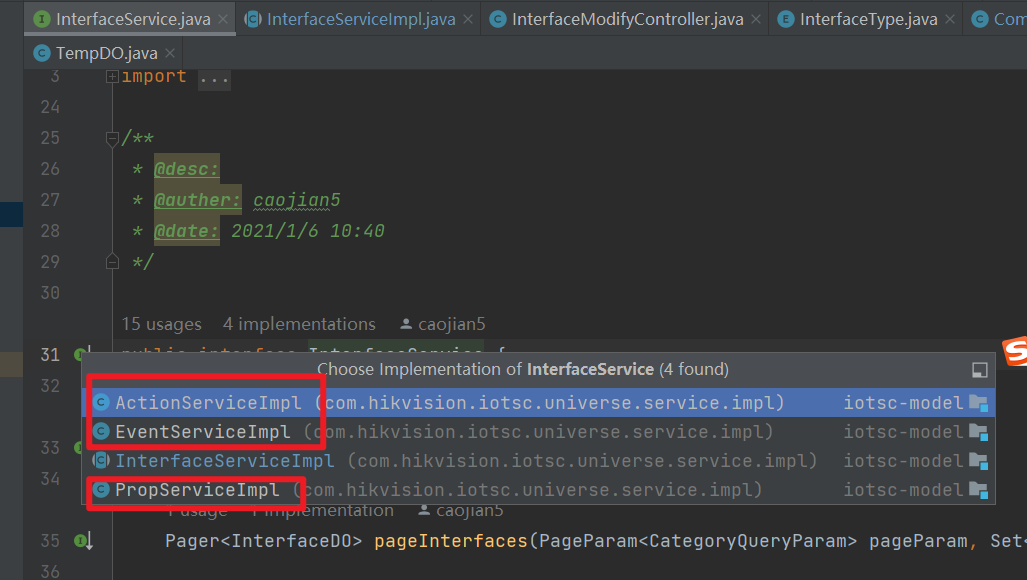 InterfaceService.java InterfaceServiceImpl.java InterfaceModifyController.java InterfaceType.java Com
TempDO.java
3 import ...
24
25 /**
26 * @desc:
27 * @auther: caojian5
28 * @date: 2021/1/6 10:40
29 */
30
15 usages 4 implementations caojian5
31 public interface InterfaceService {
Choose Implementation of InterfaceService (4 found)
32
ActionServiceImpl (com.hikvision.iotsc.universe.service.impl) iotsc-model
EventServiceImpl (com.hikvision.iotsc.universe.service.impl) iotsc-model
33
InterfaceServiceImpl (com.hikvision.iotsc.universe.service.impl) iotsc-model
34
PropServiceImpl (com.hikvision.iotsc.universe.service.impl) iotsc-model
1 usage 1 implementation caojian5
35 Pager<InterfaceDO> pageInterfaces(PageParam<CategoryQueryParam> pageParam, Set<
36